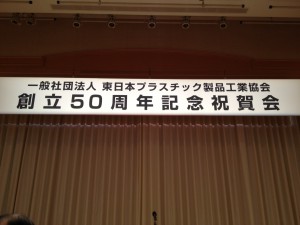 一般社団法人 東日本プラスチック製品工業協会
創立50周年記念祝賀会